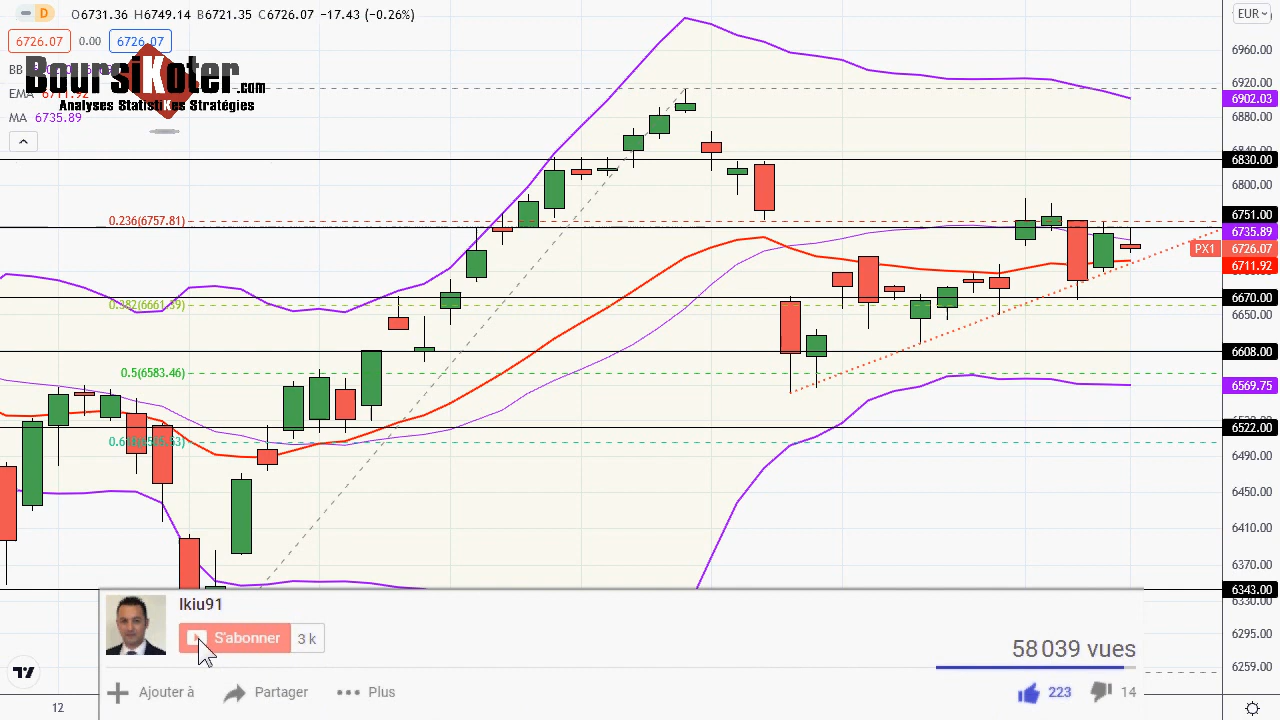 D O6731.36 H6749.14 B6721.35 C6726.07 −17.43 (−0.26%)
EUR
6726.07 0.00 6726.07
BB
BoursiKoter.com
EMA 6711.92
Analyses StatistiKes Stratégies
MA 6735.89
6960.00
6920.00
6902.03
6880.00
6840.00
6830.00
6800.00
0.236(6757.81)
6751.00
6735.89
PX1 6726.07
6711.92
6670.00
0.382(6661.39)
6650.00
6608.00
0.5(6583.46)
6569.75
6522.00
6490.00
6450.00
6410.00
6370.00
6343.00
6330.00
6295.00
6259.00
12
Ikiu91
S'abonner 3 k
58 039 vues
Ajouter à Partager Plus 223 14